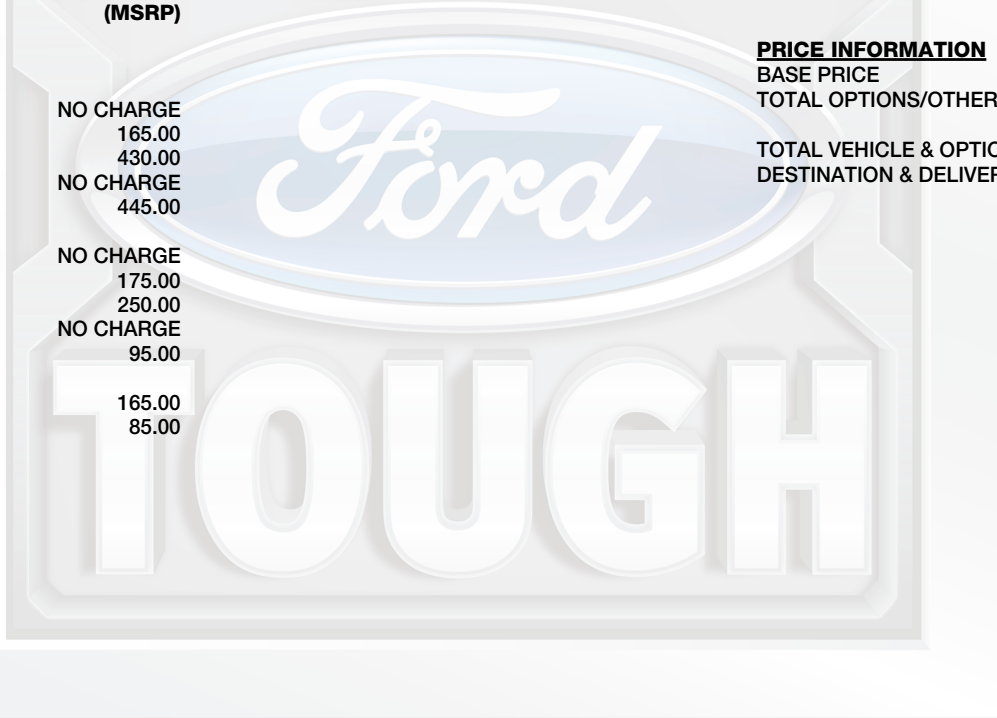 (MSRP)
NO CHARGE
165.00
430.00
NO CHARGE
445.00
NO CHARGE
175.00
250.00
NO CHARGE
95.00
165.00
85.00
PRICE INFORMATION
BASE PRICE
TOTAL OPTIONS/OTHER
TOTAL VEHICLE & OPTIO
DESTINATION & DELIVER
Ford
TOUGH